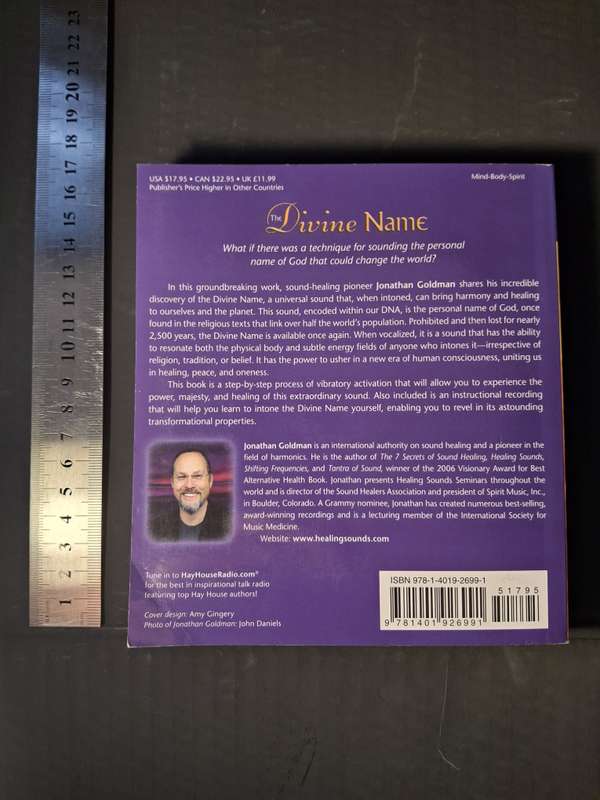 23
22
21
20
19
18
17
16
15
14
13
12
11
10
9
8
7
6
5
4
3
2
1
USA $17.95 • CAN $22.95 • UK £11.99
Publisher's Price Higher in Other Countries
Mind-Body-Spirit
The Divine Name
What if there was a technique for sounding the personal
name of God that could change the world?
In this groundbreaking work, sound-healing pioneer Jonathan Goldman shares his incredible
discovery of the Divine Name, a universal sound that, when intoned, can bring harmony and healing
to ourselves and the planet. This sound, encoded within our DNA, is the personal name of God, once
found in the religious texts that link over half the world's population. Prohibited and then lost for nearly
2,500 years, the Divine Name is available once again. When vocalized, it is a sound that has the ability
to resonate both the physical body and subtle energy fields of anyone who intones it—irrespective of
religion, tradition, or belief. It has the power to usher in a new era of human consciousness, uniting us
in healing, peace, and oneness.
This book is a step-by-step process of vibratory activation that will allow you to experience the
power, majesty, and healing of this extraordinary sound. Also included is an instructional recording
that will help you learn to intone the Divine Name yourself, enabling you to revel in its astounding
transformational properties.
Jonathan Goldman is an international authority on sound healing and a pioneer in the
field of harmonics. He is the author of The 7 Secrets of Sound Healing, Healing Sounds,
Shifting Frequencies, and Tantra of Sound, winner of the 2006 Visionary Award for Best
Alternative Health Book. Jonathan presents Healing Sounds Seminars throughout the
world and is director of the Sound Healers Association and president of Spirit Music, Inc.,
in Boulder, Colorado. A Grammy nominee, Jonathan has created numerous best-selling,
award-winning recordings and is a lecturing member of the International Society for
Music Medicine.
Website: www.healingsounds.com
Tune in to HayHouseRadio.com®
for the best in inspirational talk radio
featuring top Hay House authors!
Cover design: Amy Gingery
Photo of Jonathan Goldman: John Daniels
ISBN 978-1-4019-2699-1
51795
9 781401 926991